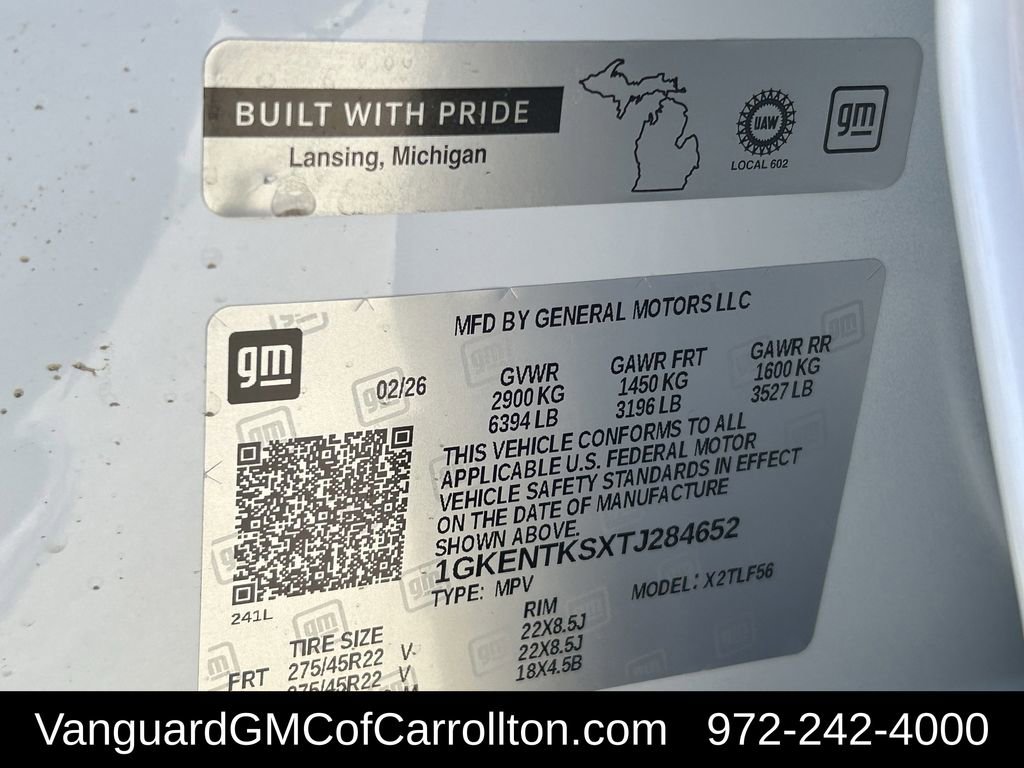 BUILT WITH PRIDE
Lansing, Michigan
UAW
LOCAL 602
gm
MFD BY GENERAL MOTORS LLC
gm
02/26
GVWR GAWR FRT GAWR RR
2900 KG 1450 KG 1600 KG
6394 LB 3196 LB 3527 LB
THIS VEHICLE CONFORMS TO ALL
APPLICABLE U.S. FEDERAL MOTOR
VEHICLE SAFETY STANDARDS IN EFFECT
ON THE DATE OF MANUFACTURE
SHOWN ABOVE.
1GKENTKSXTJ284652
TYPE: MPV MODEL: X2TLF56
241L
TIRE SIZE RIM
FRT 275/45R22 V 22X8.5J
275/45R22 V 22X8.5J
18X4.5B
VanguardGMCofCarrollton.com 972-242-4000